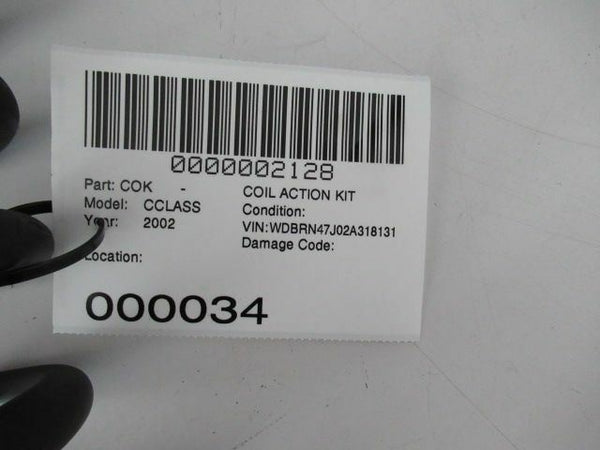 0000002128
Part: COK - COIL ACTION KIT
Model: CCLASS Condition:
Year: 2002 VIN:WDBRN47J02A318131
Damage Code:
Location:
000034